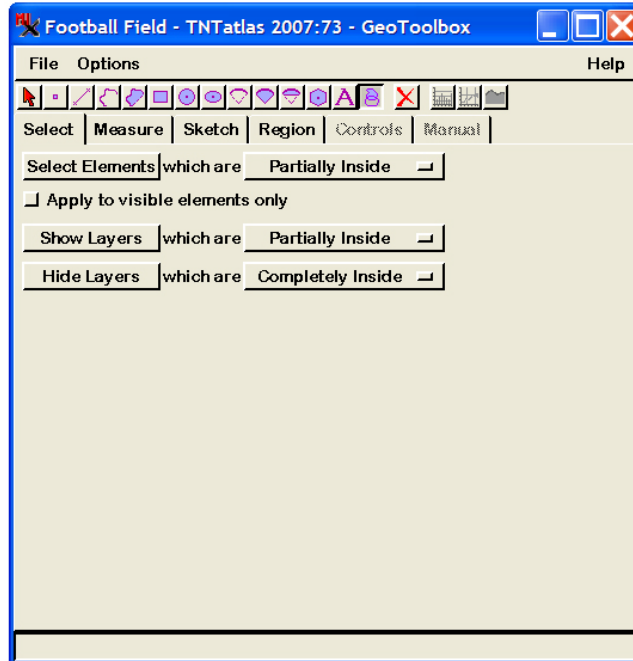 Football Field - TNTatlas 2007:73 - GeoToolbox
File Options Help
A
Select Measure Sketch Region Controls Manual
Select Elements which are Partially Inside
Apply to visible elements only
Show Layers which are Partially Inside
Hide Layers which are Completely Inside